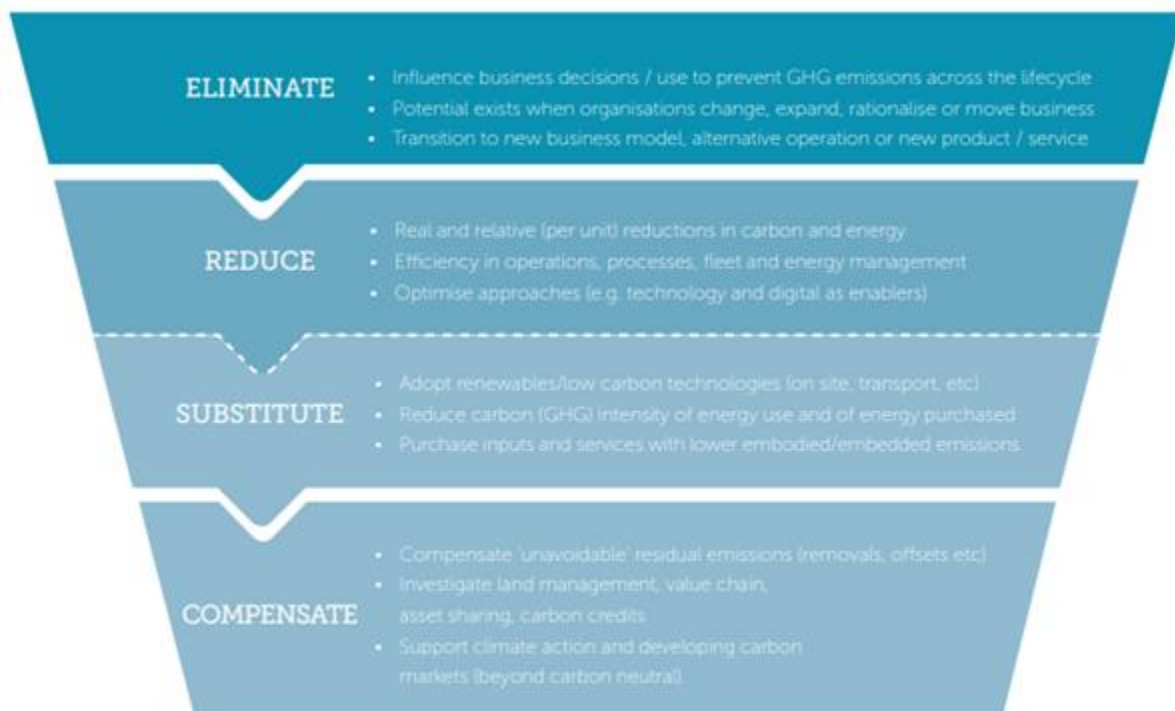 ELIMINATE
• Influence business decisions / use to prevent GHG emissions across the lifecycle
• Potential exists when organisations change, expand, rationalise or move business
• Transition to new business model, alternative operation or new product / service
REDUCE
• Real and relative (per unit) reductions in carbon and energy
• Efficiency in operations, processes, fleet and energy management
• Optimise approaches (e.g. technology and digital as enablers)
SUBSTITUTE
• Adopt renewables/low carbon technologies (on site, transport, etc)
• Reduce carbon (GHG) intensity of energy use and of energy purchased
• Purchase inputs and services with lower embodied/embedded emissions
COMPENSATE
• Compensate 'unavoidable' residual emissions (removals, offsets etc)
• Investigate land management, value chain,
asset sharing, carbon credits
• Support climate action and developing carbon
markets (beyond carbon neutral)